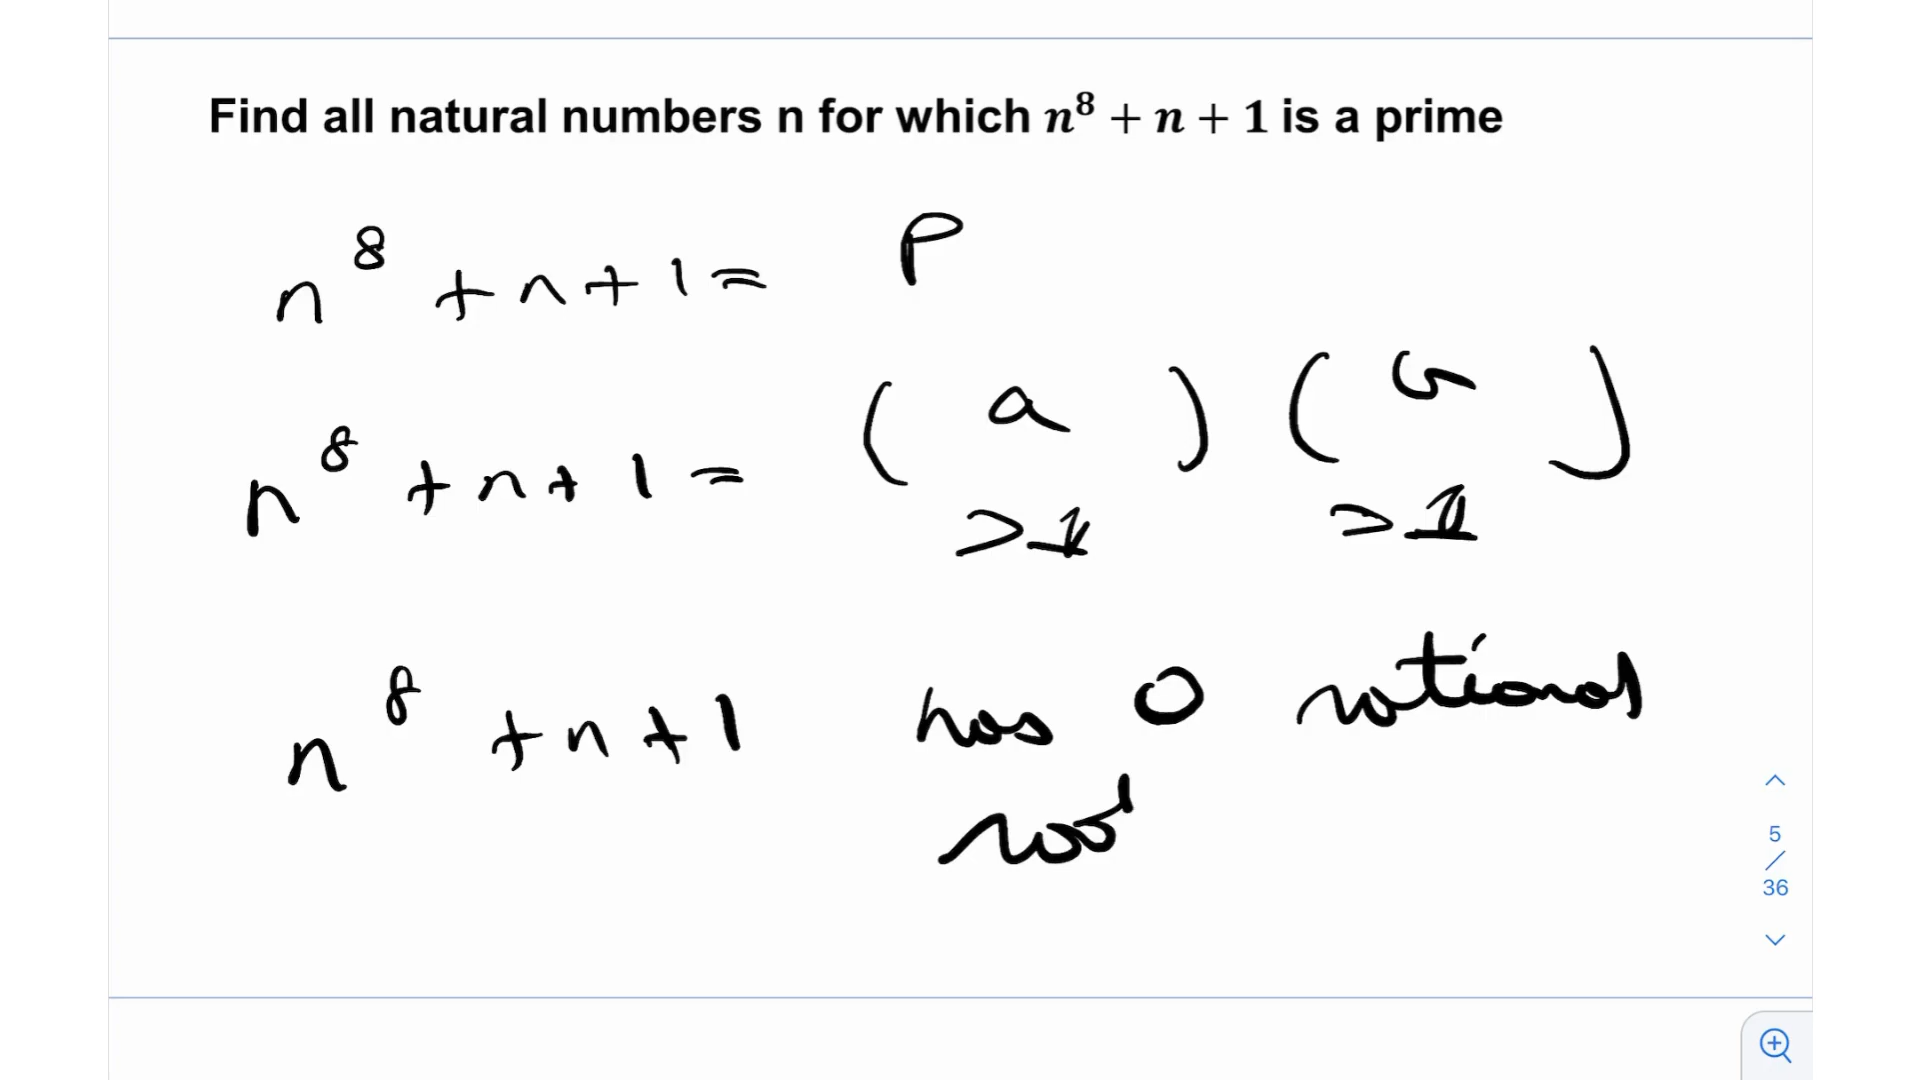 Find all natural numbers n for which n⁸ + n + 1 is a prime
n⁸ + n + 1 = P
n⁸ + n + 1 = ( a ) ( b )
>1 >1
n⁸ + n + 1 has 0 rational
root
5
/
36